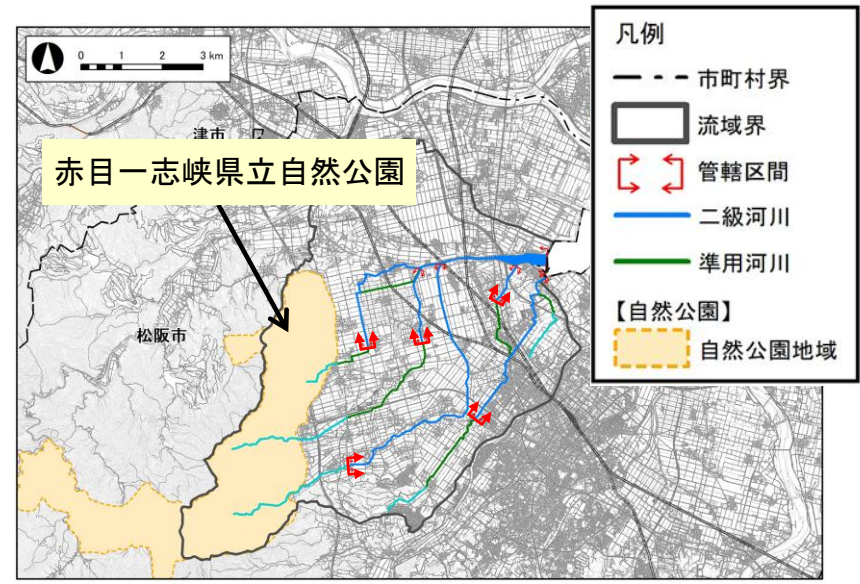 0 1 2 3 km
津市
赤目一志峡県立自然公園
松阪市
凡例
市町村界
流域界
管轄区間
二級河川
準用河川
【自然公園】
自然公園地域